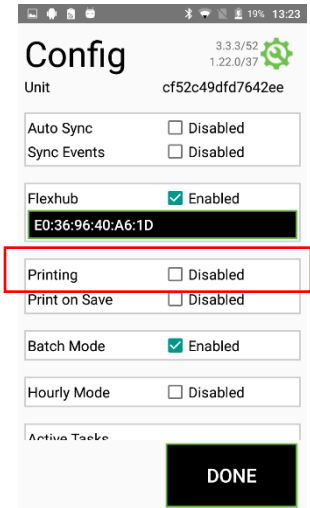 19% 13:23
Config
3.3.3/52
1.22.0/37
Unit cf52c49dfd7642ee
Auto Sync Disabled
Sync Events Disabled
Flexhub Enabled
E0:36:96:40:A6:1D
Printing Disabled
Print on Save Disabled
Batch Mode Enabled
Hourly Mode Disabled
Active Tasks
DONE